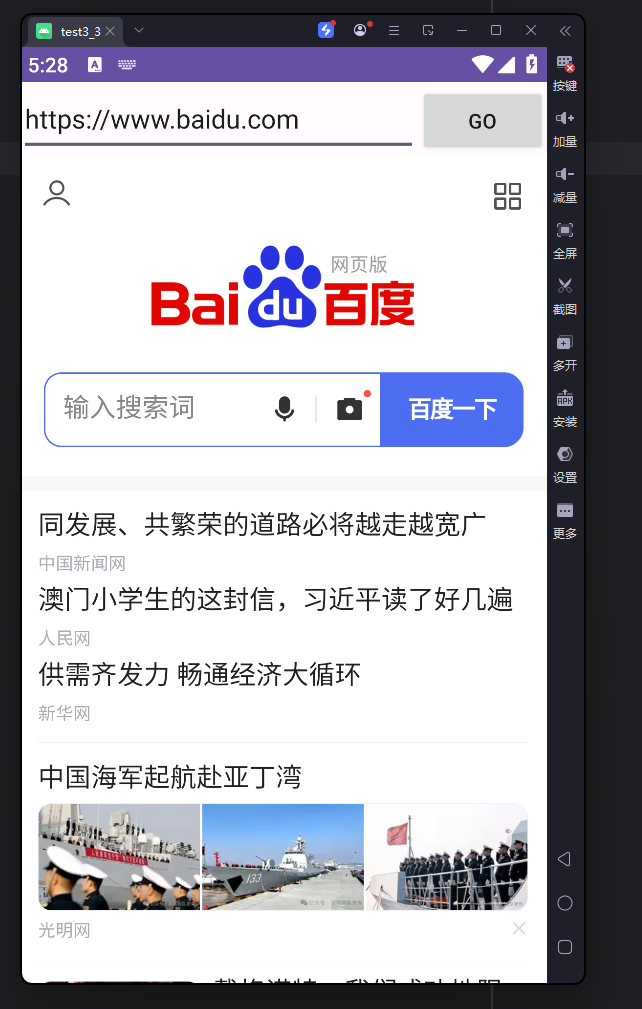 test3_3
5:28
A
https://www.baidu.com
GO
网页版
Bai du 百度
输入搜索词
百度一下
同发展、共繁荣的道路必将越走越宽广
中国新闻网
澳门小学生的这封信，习近平读了好几遍
人民网
供需齐发力 畅通经济大循环
新华网
中国海军起航赴亚丁湾
133
光明网
按键
加量
减量
全屏
截图
多开
APK
安装
设置
更多